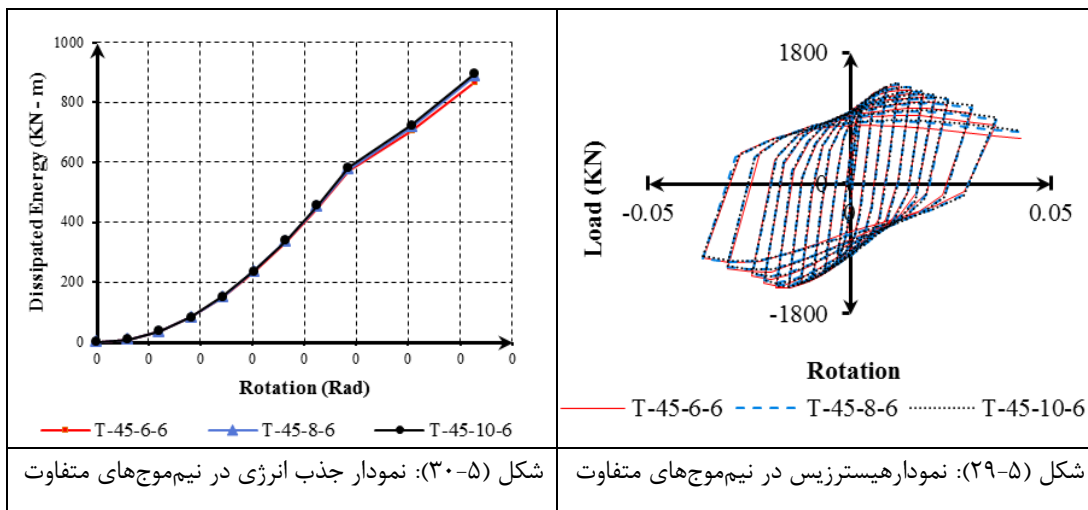 1000
800
600
400
200
0
0 0 0 0 0 0 0 0 0
Dissipated Energy (KN - m)
Rotation (Rad)
T-45-6-6 T-45-8-6 T-45-10-6
شکل (۵-۳۰): نمودار جذب انرژی در نیم‌موج‌های متفاوت
1800
0
-0.05 0 0.05
-1800
Load (KN)
Rotation
T-45-6-6 T-45-8-6 T-45-10-6
شکل (۵-۲۹): نمودارهیسترزیس در نیم‌موج‌های متفاوت